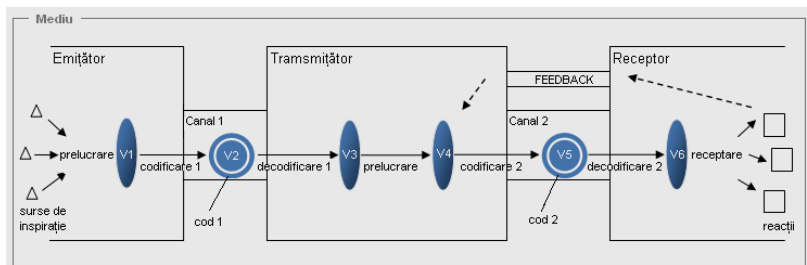 Mediu
Emițător
Transmițător
Receptor
FEEDBACK
Canal 1
Canal 2
prelucrare
V1
codificare 1
V2
decodificare 1
V3
prelucrare
V4
codificare 2
V5
decodificare 2
V6
receptare
surse de
inspirație
cod 1
cod 2
reacții